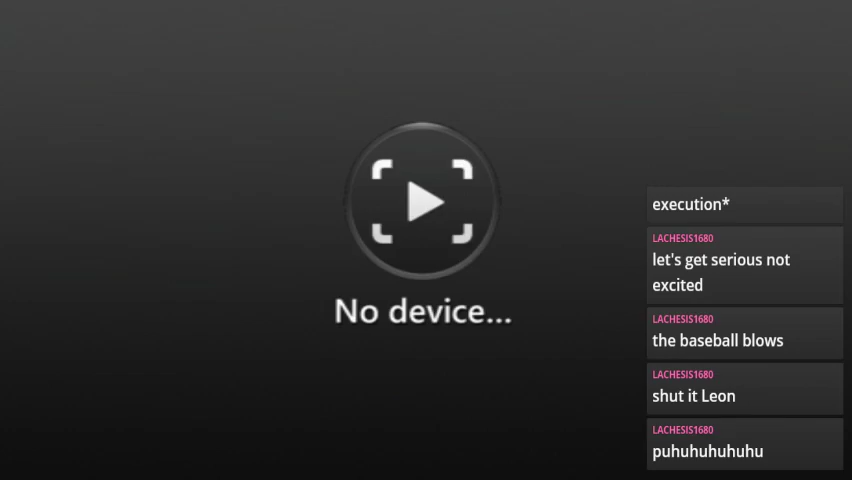 No device...
execution*
LACHESIS1680
let's get serious not
excited
LACHESIS1680
the baseball blows
LACHESIS1680
shut it Leon
LACHESIS1680
puhuhuhuhuhu